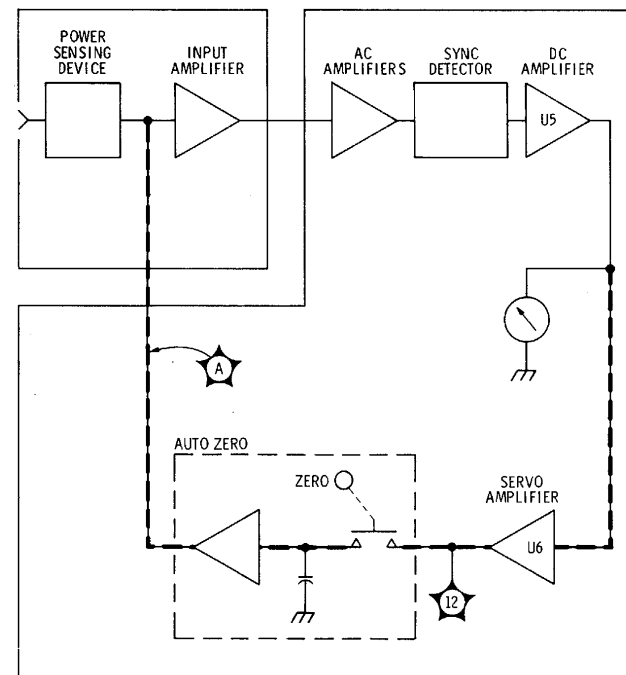 POWER
SENSING
DEVICE
INPUT
AMPLIFIER
AC
AMPLIFIERS
SYNC
DETECTOR
DC
AMPLIFIER
U5
A
AUTO ZERO
ZERO
SERVO
AMPLIFIER
U6
12